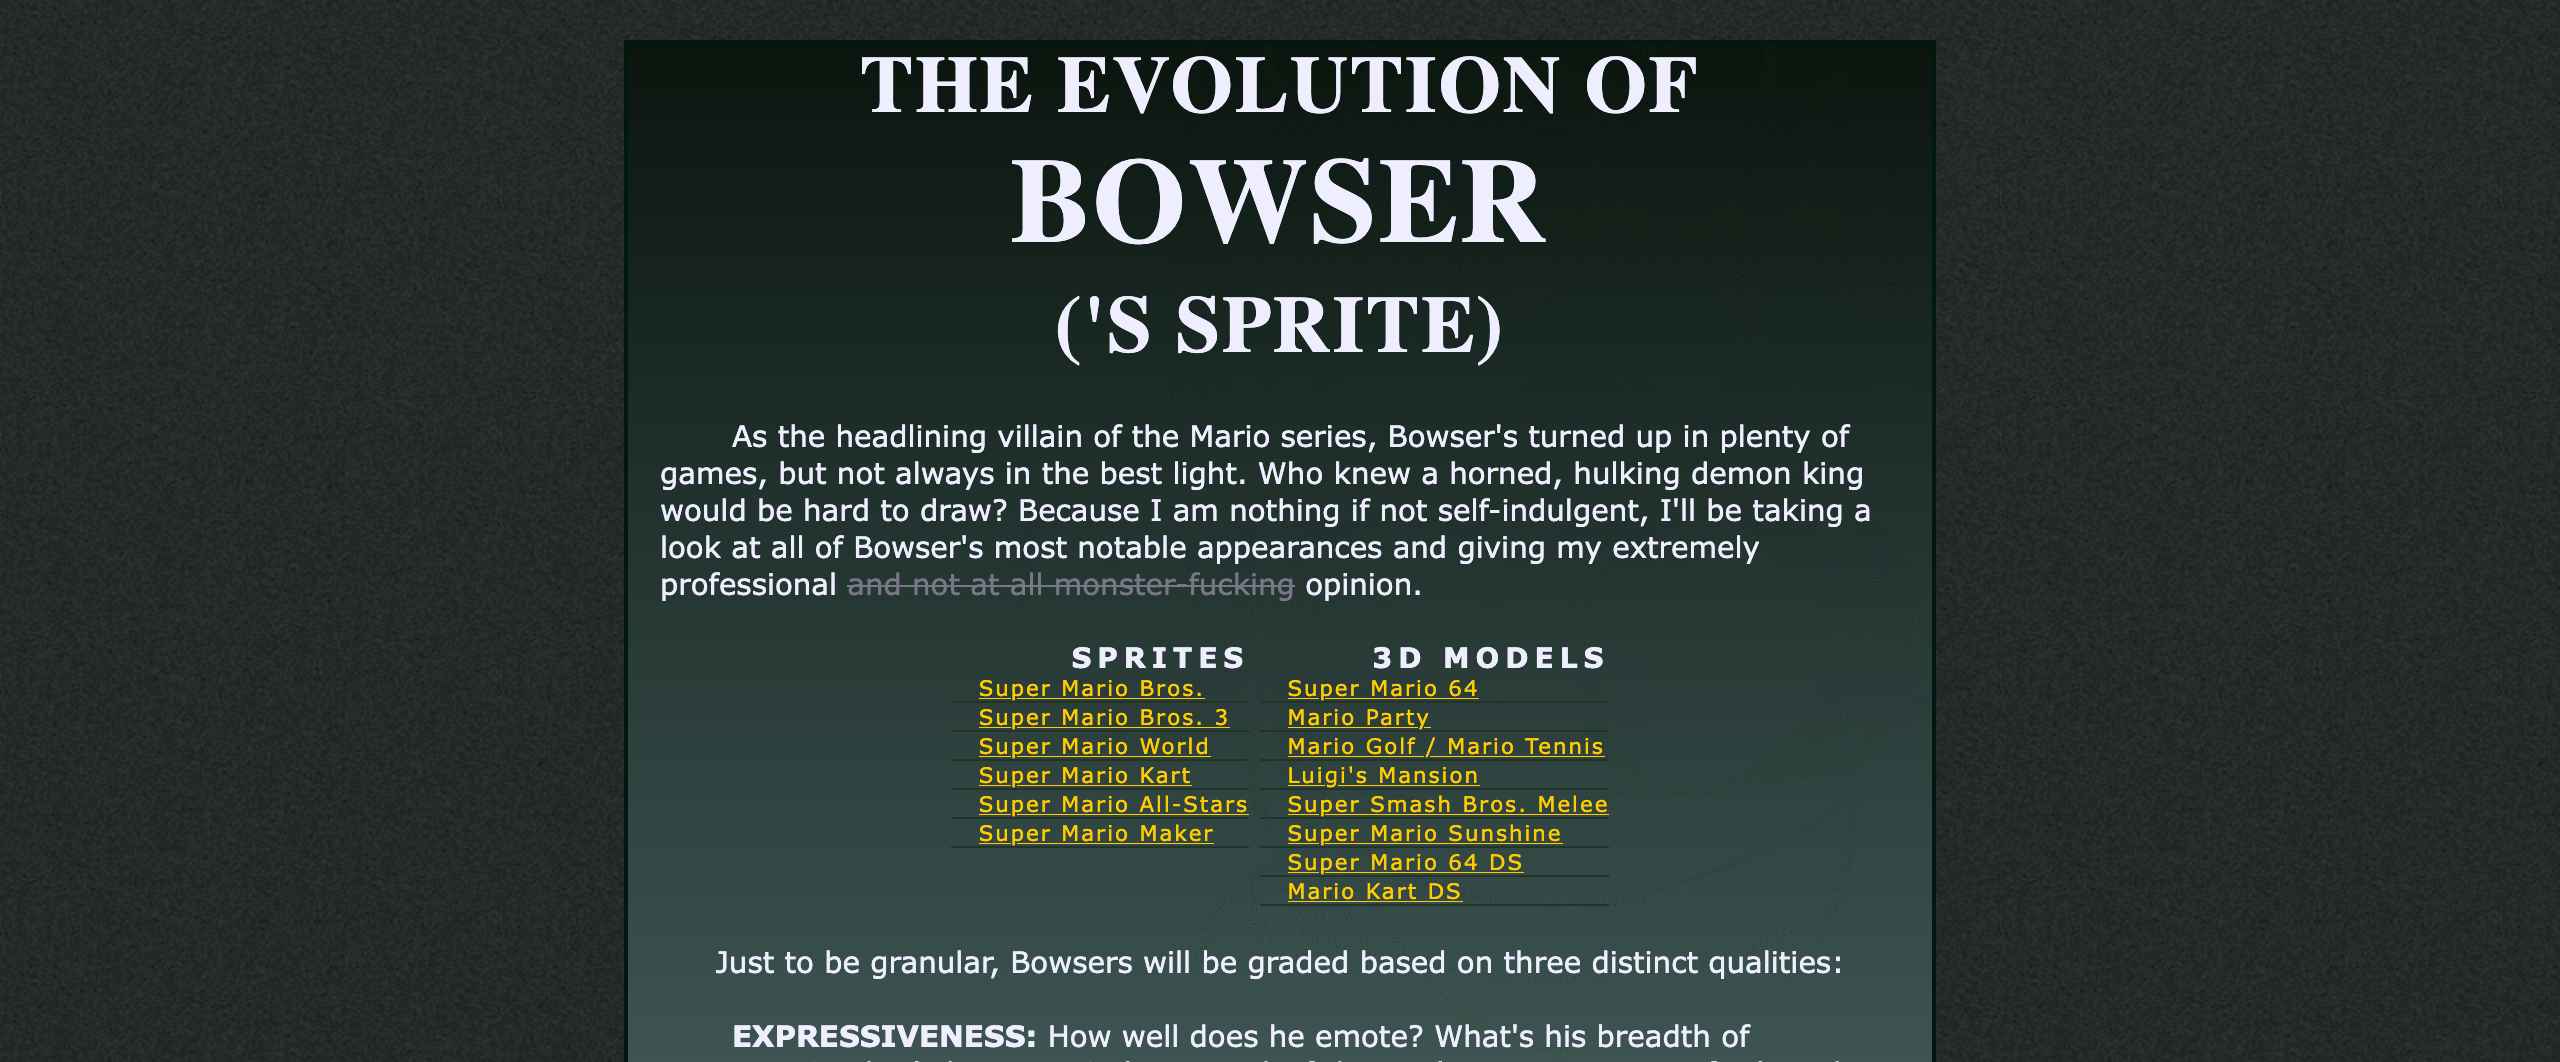 THE EVOLUTION OF
BOWSER
('S SPRITE)
As the headlining villain of the Mario series, Bowser's turned up in plenty of
games, but not always in the best light. Who knew a horned, hulking demon king
would be hard to draw? Because I am nothing if not self-indulgent, I'll be taking a
look at all of Bowser's most notable appearances and giving my extremely
professional and not at all monster-fucking opinion.
SPRITES
Super Mario Bros.
Super Mario Bros. 3
Super Mario World
Super Mario Kart
Super Mario All-Stars
Super Mario Maker
3D MODELS
Super Mario 64
Mario Party
Mario Golf / Mario Tennis
Luigi's Mansion
Super Smash Bros. Melee
Super Mario Sunshine
Super Mario 64 DS
Mario Kart DS
Just to be granular, Bowsers will be graded based on three distinct qualities:
EXPRESSIVENESS: How well does he emote? What's his breadth of